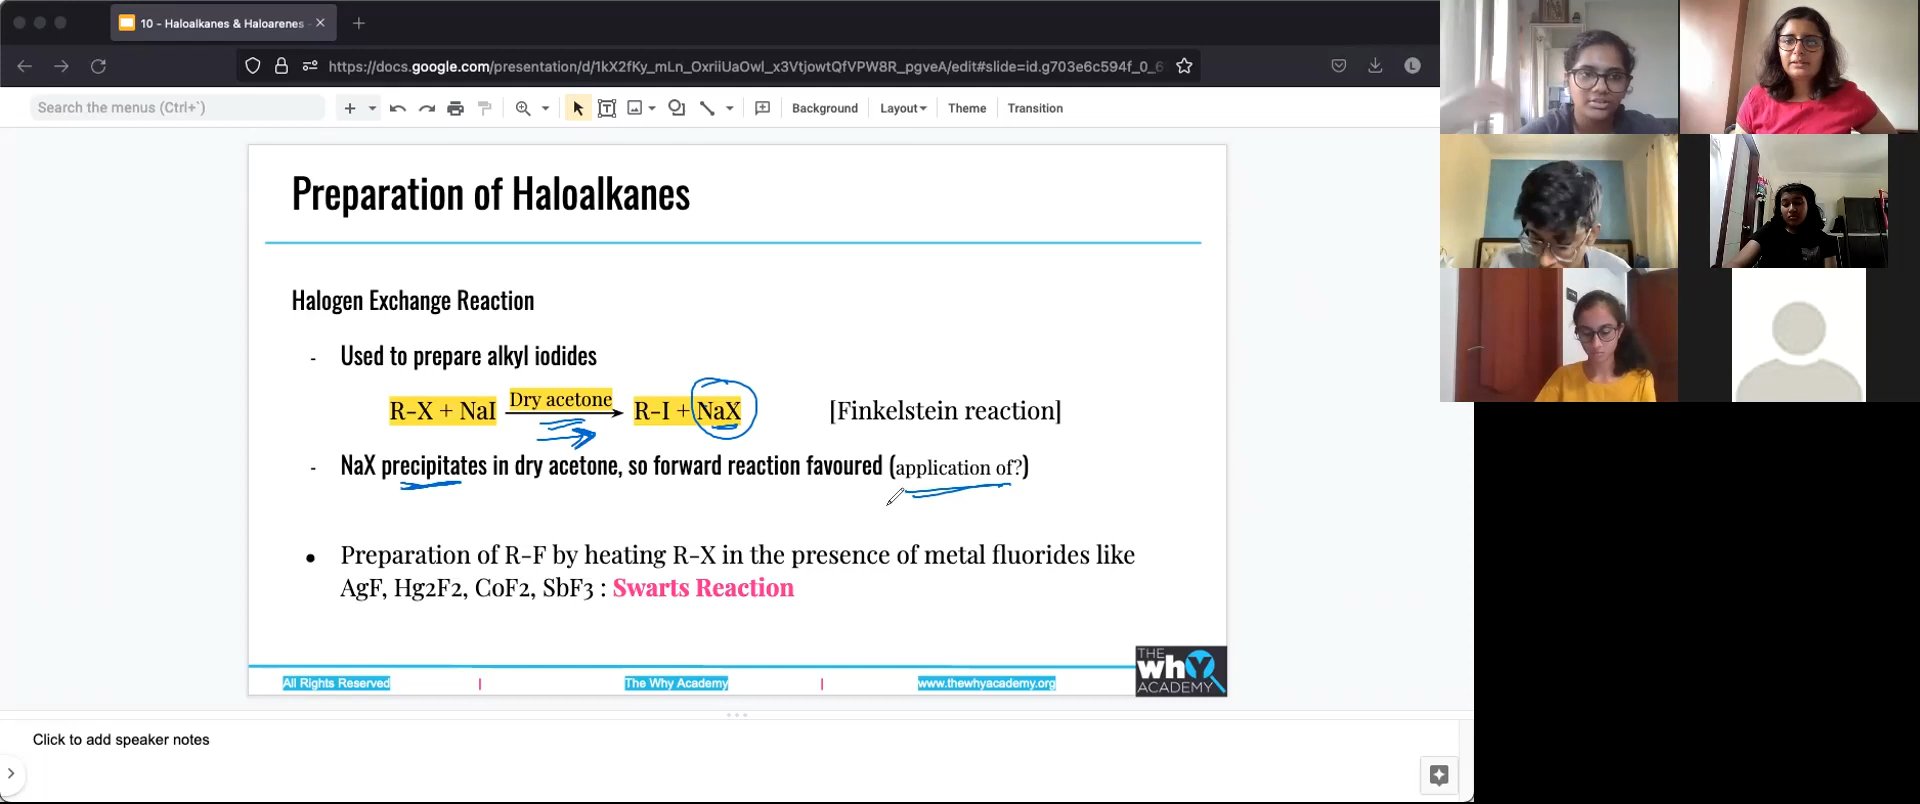 10 - Haloalkanes & Haloarenes -
https://docs.google.com/presentation/d/1kX2fKy_mLn_OxriiUaOwl_x3VtjowtQfVPW8R_pgveA/edit#slide=id.g703e6c594f_0_6
L
Search the menus (Ctrl+`)
Background
Layout
Theme
Transition
Preparation of Haloalkanes
Halogen Exchange Reaction
- Used to prepare alkyl iodides
Dry acetone
R-X + NaI R-I + NaX [Finkelstein reaction]
- NaX precipitates in dry acetone, so forward reaction favoured (application of?)
● Preparation of R-F by heating R-X in the presence of metal fluorides like
AgF, Hg2F2, CoF2, SbF3 : Swarts Reaction
All Rights Reserved | The Why Academy | www.thewhyacademy.org
THE
whY
ACADEMY
Click to add speaker notes